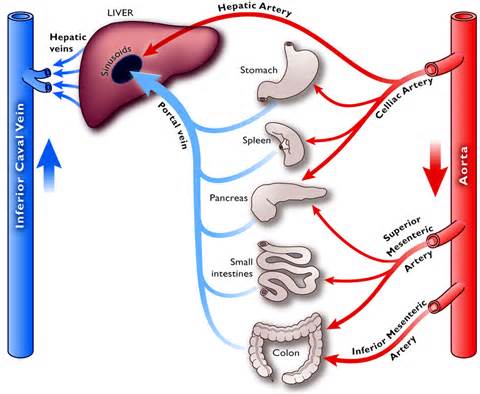 LIVER
Hepatic Artery
Hepatic
veins
Sinusoids
Stomach
Celliac Artery
Portal vein
Spleen
Inferior Caval Vein
Aorta
Pancreas
Superior
Mesenteric
Artery
Small
intestines
Inferior Mesenteric
Artery
Colon